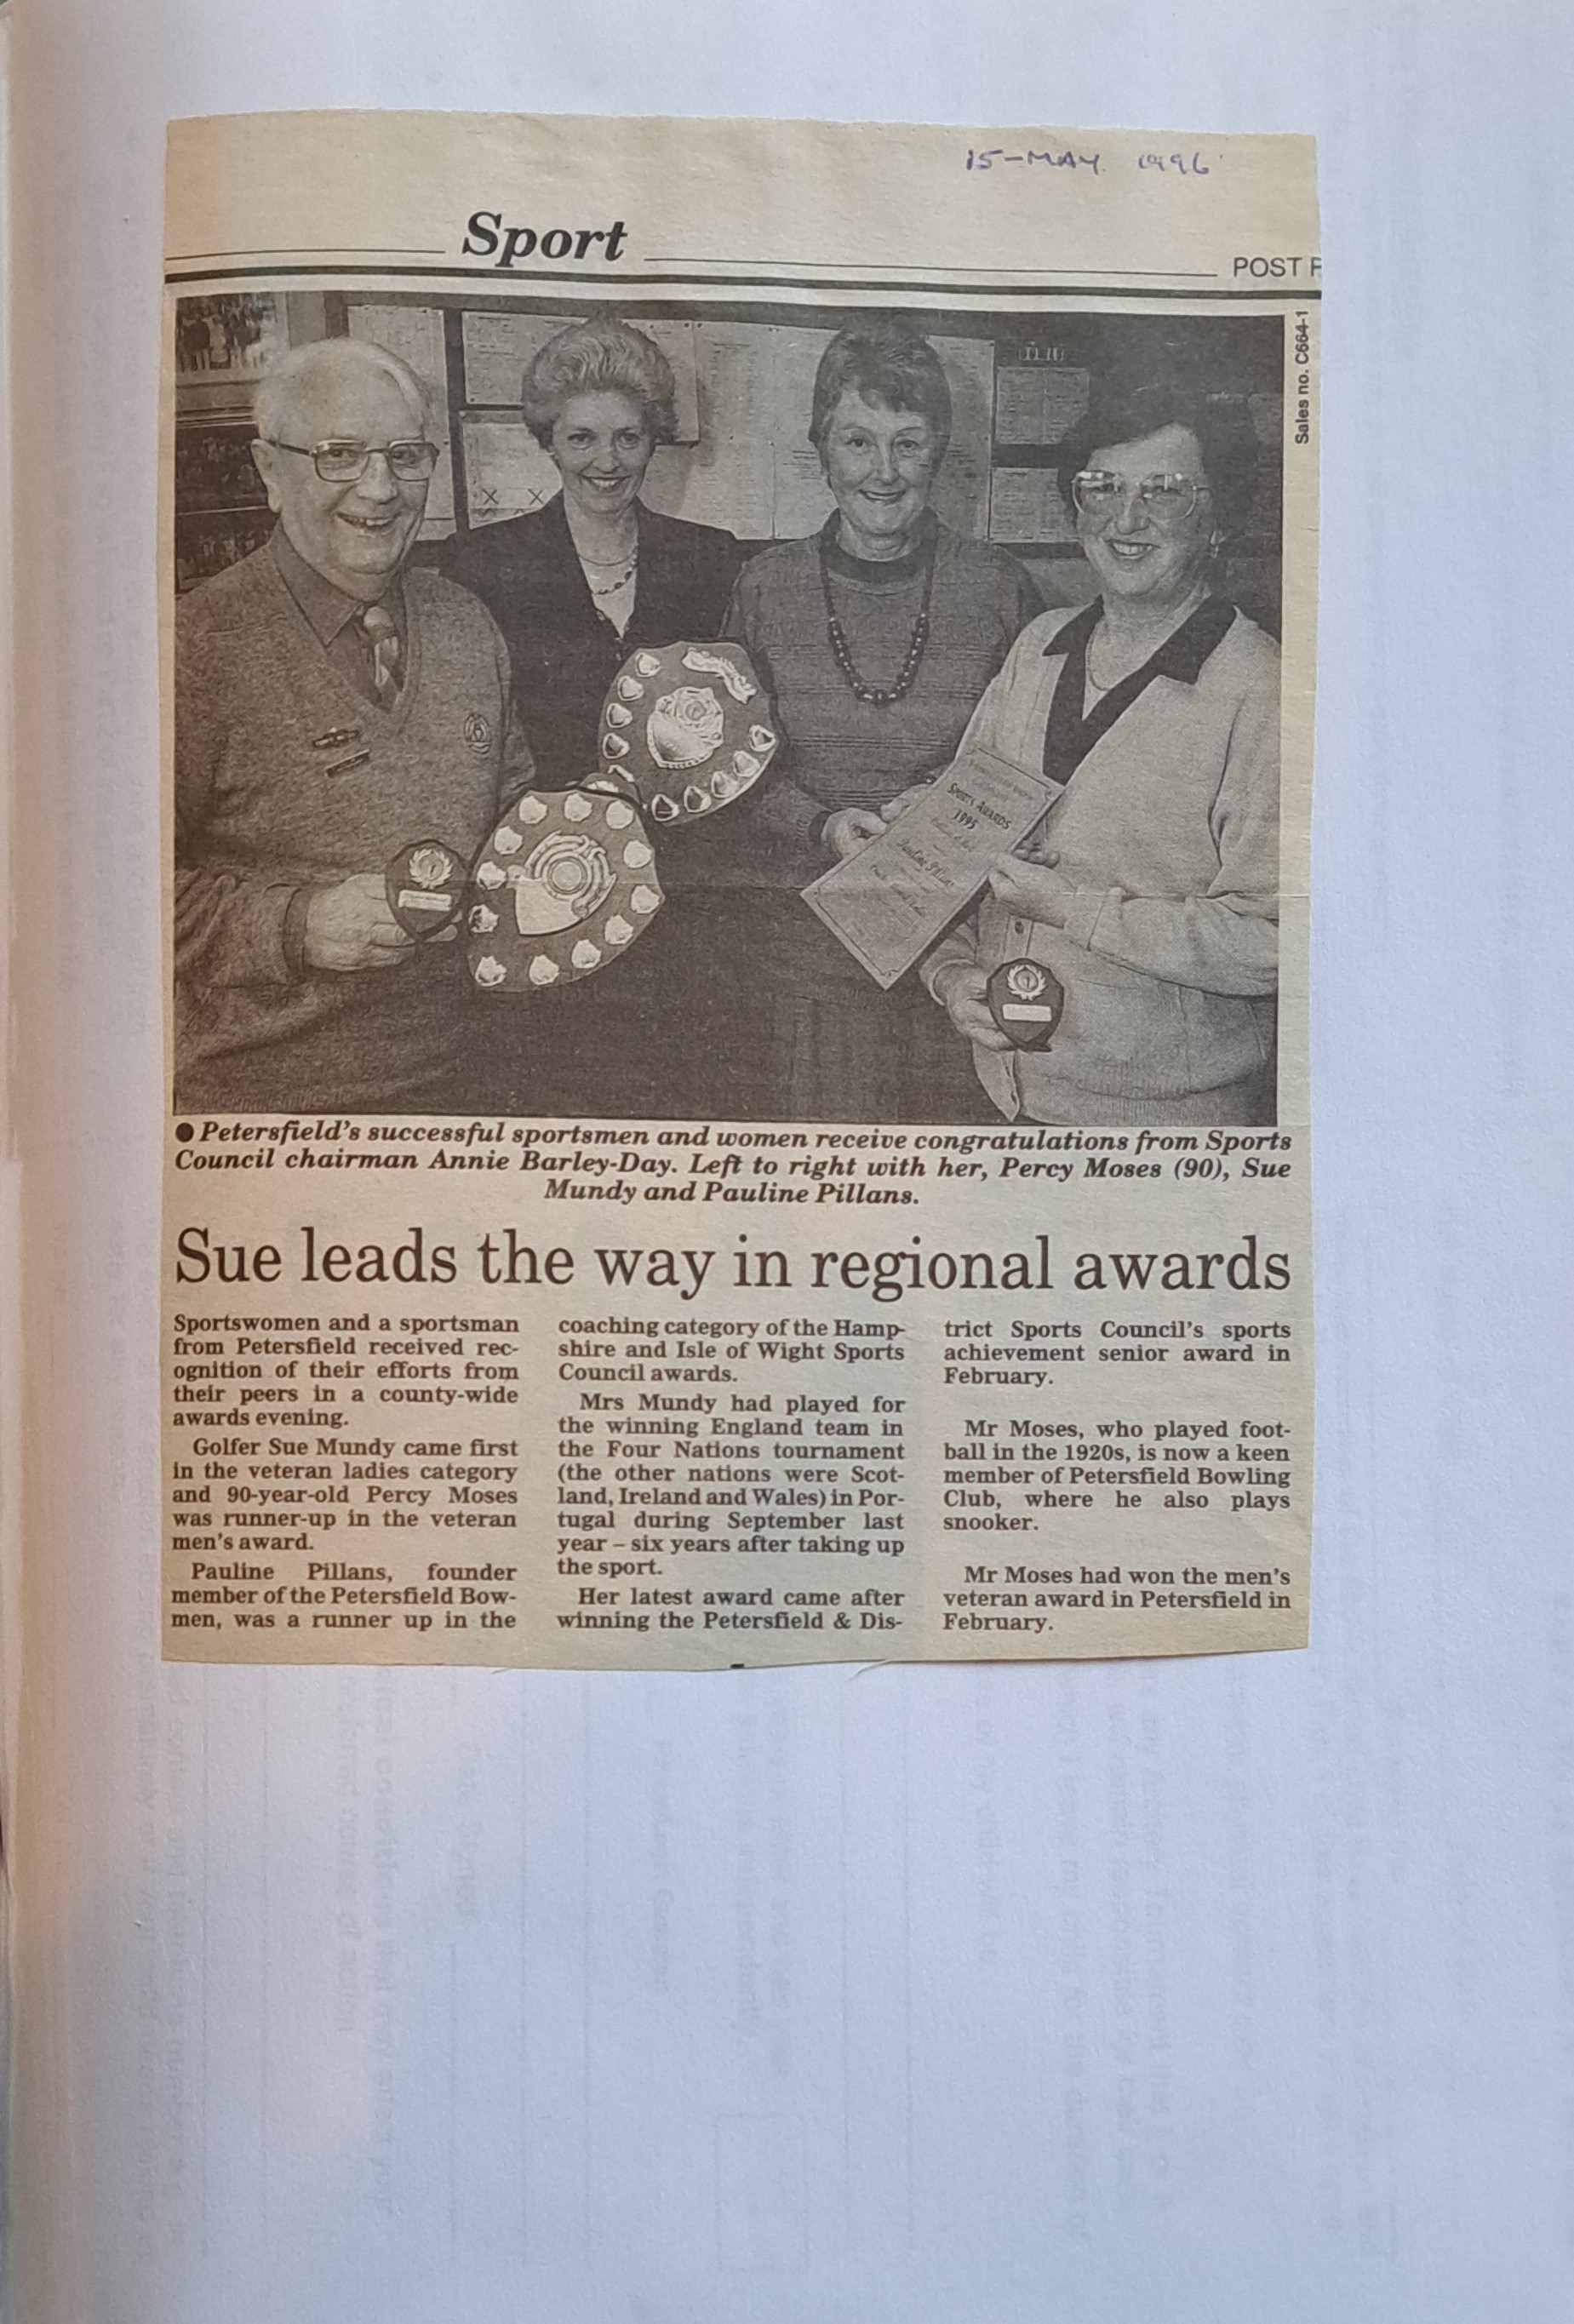 15-MAY 1996
Sport
POST
Sales no. C664-1
SPORTS AWARDS
1995
● Petersfield's successful sportsmen and women receive congratulations from Sports
Council chairman Annie Barley-Day. Left to right with her, Percy Moses (90), Sue
Mundy and Pauline Pillans.
Sue leads the way in regional awards
Sportswomen and a sportsman
from Petersfield received rec-
ognition of their efforts from
their peers in a county-wide
awards evening.
Golfer Sue Mundy came first
in the veteran ladies category
and 90-year-old Percy Moses
was runner-up in the veteran
men's award.
Pauline Pillans, founder
member of the Petersfield Bow-
men, was a runner up in the
coaching category of the Hamp-
shire and Isle of Wight Sports
Council awards.
Mrs Mundy had played for
the winning England team in
the Four Nations tournament
(the other nations were Scot-
land, Ireland and Wales) in Por-
tugal during September last
year – six years after taking up
the sport.
Her latest award came after
winning the Petersfield & Dis-
trict Sports Council's sports
achievement senior award in
February.
Mr Moses, who played foot-
ball in the 1920s, is now a keen
member of Petersfield Bowling
Club, where he also plays
snooker.
Mr Moses had won the men's
veteran award in Petersfield in
February.